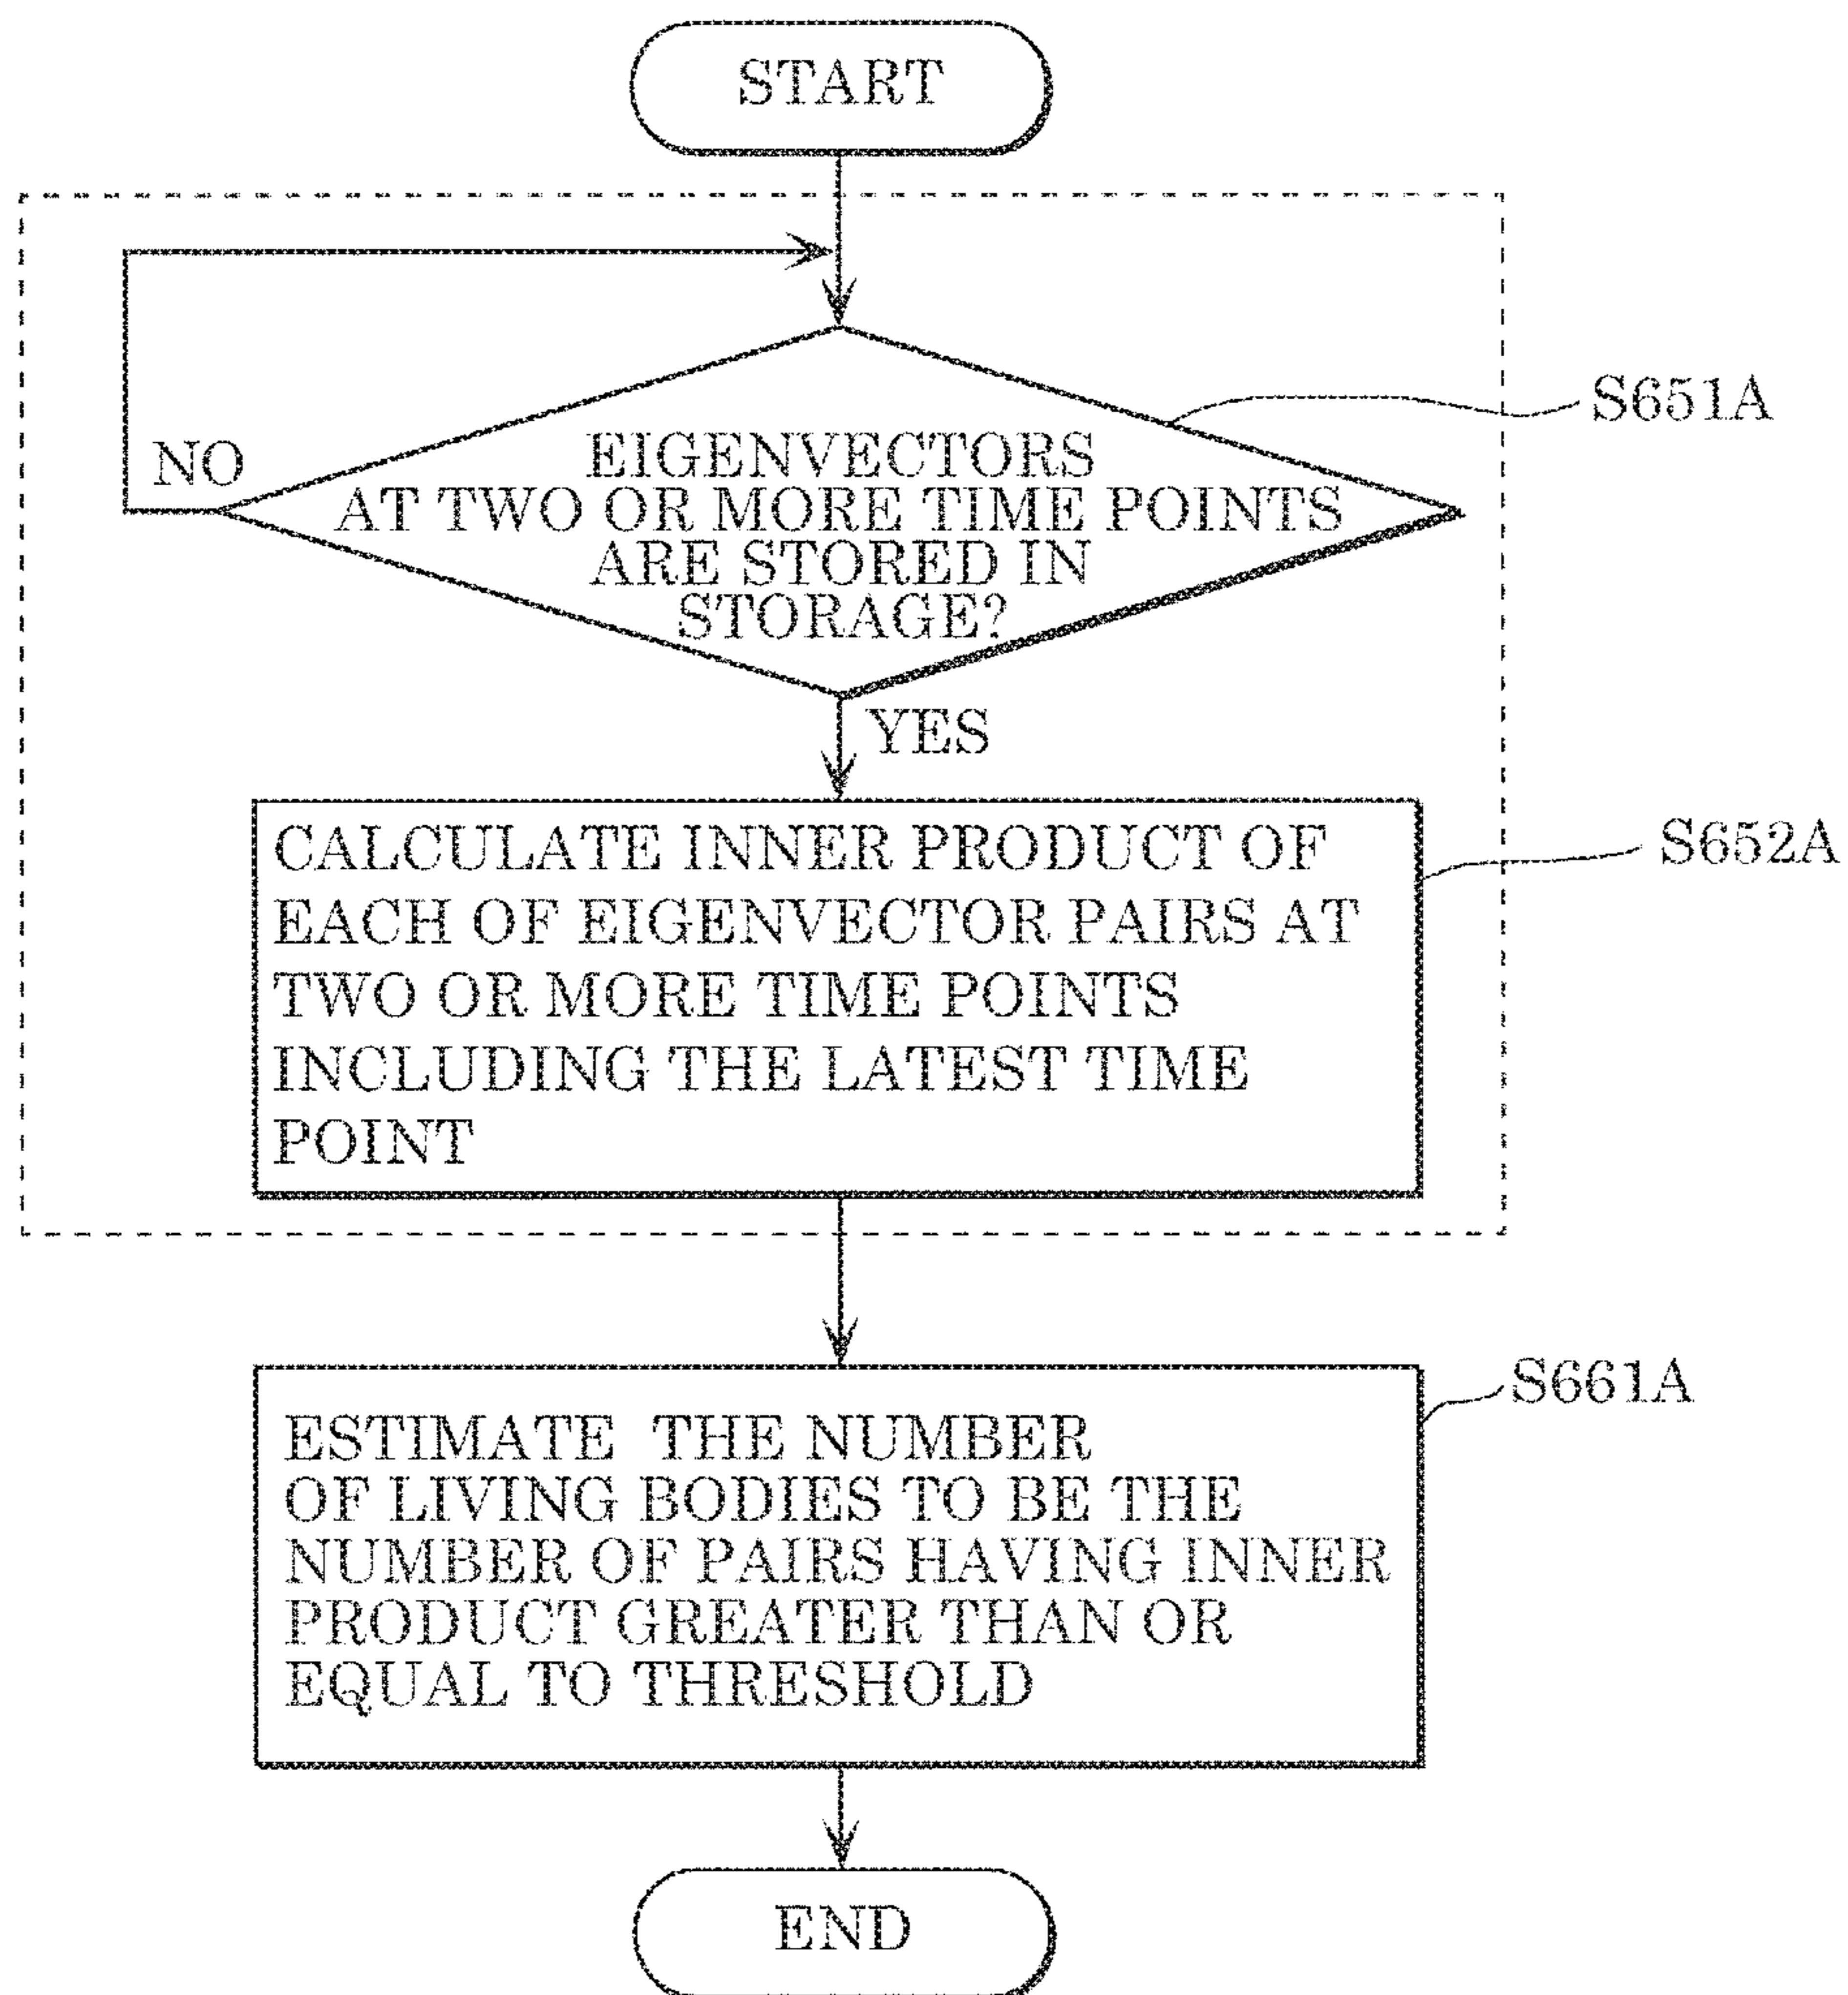 START
S651A
NO
EIGENVECTORS
AT TWO OR MORE TIME POINTS
ARE STORED IN
STORAGE?
YES
S652A
CALCULATE INNER PRODUCT OF
EACH OF EIGENVECTOR PAIRS AT
TWO OR MORE TIME POINTS
INCLUDING THE LATEST TIME
POINT
S661A
ESTIMATE THE NUMBER
OF LIVING BODIES TO BE THE
NUMBER OF PAIRS HAVING INNER
PRODUCT GREATER THAN OR
EQUAL TO THRESHOLD
END